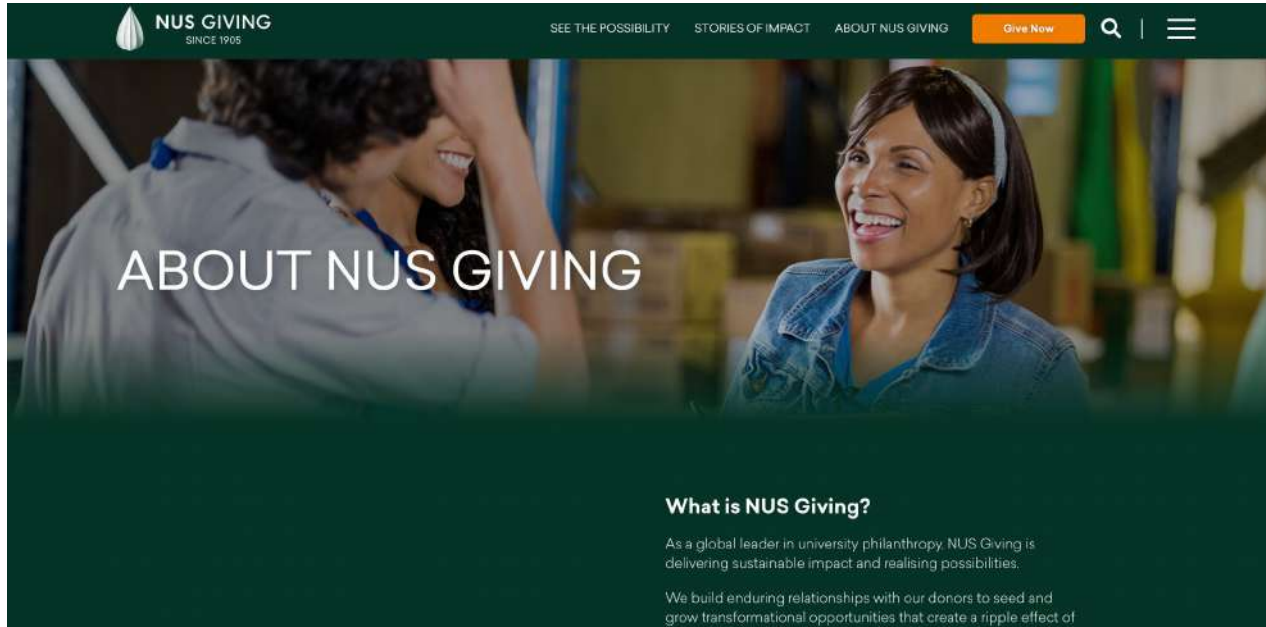 NUS GIVING
SINCE 1905
SEE THE POSSIBILITY
STORIES OF IMPACT
ABOUT NUS GIVING
Give Now
ABOUT NUS GIVING
What is NUS Giving?
As a global leader in university philanthropy, NUS Giving is
delivering sustainable impact and realising possibilities.
We build enduring relationships with our donors to seed and
grow transformational opportunities that create a ripple effect of